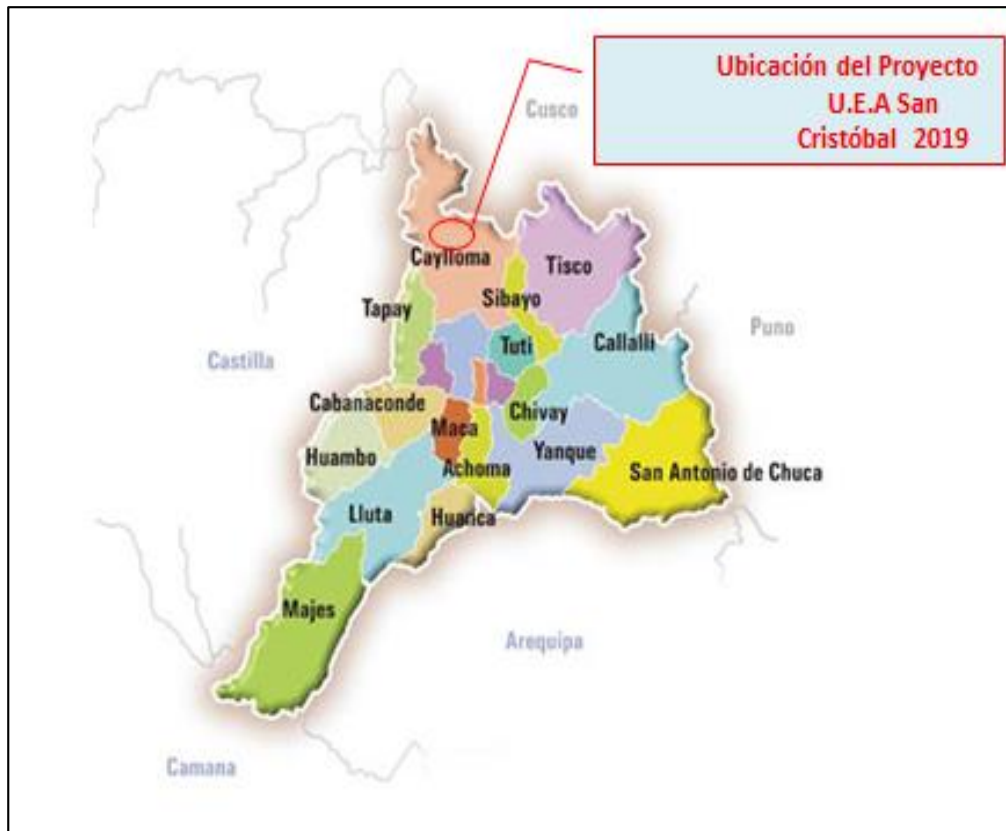 Ubicación del Proyecto
U.E.A San
Cristóbal 2019
Cusco
Caylloma
Tisco
Sibayo
Tapay
Puno
Tuti
Callalli
Castilla
Cabanaconde
Chivay
Maca
Yanque
Huambo
Achoma
San Antonio de Chuca
Lluta
Huanca
Majes
Arequipa
Camana